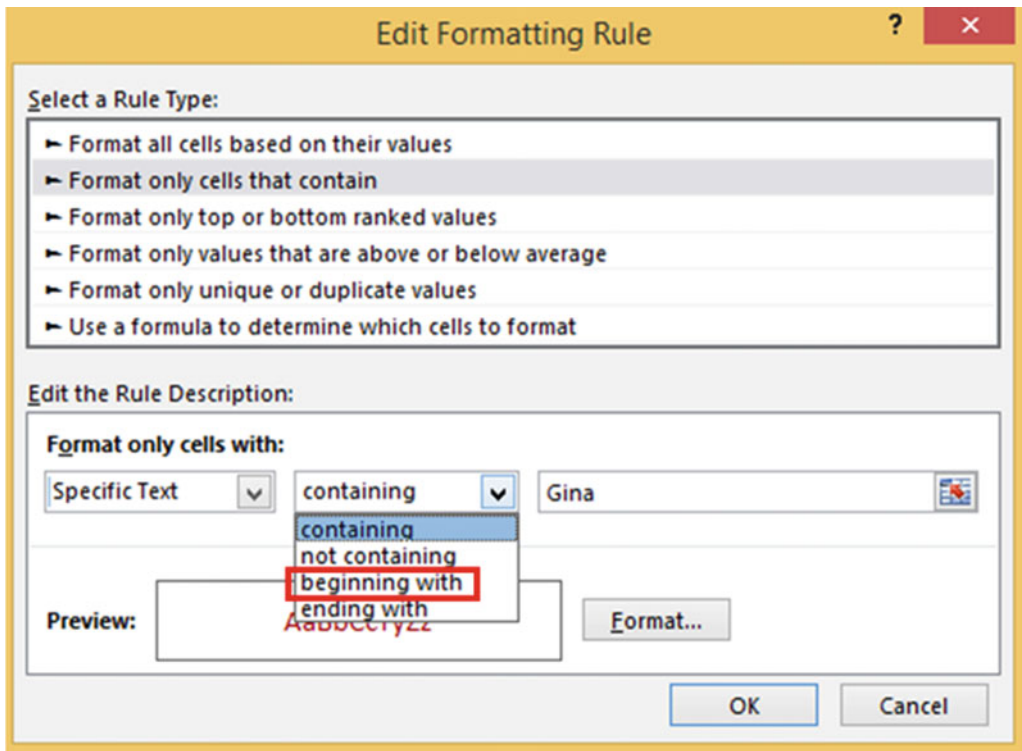 Edit Formatting Rule
?
Select a Rule Type:
► Format all cells based on their values
► Format only cells that contain
► Format only top or bottom ranked values
► Format only values that are above or below average
► Format only unique or duplicate values
► Use a formula to determine which cells to format
Edit the Rule Description:
Format only cells with:
Specific Text containing Gina
containing
not containing
beginning with
ending with
Preview: AaBbCcYyZz Format...
OK Cancel